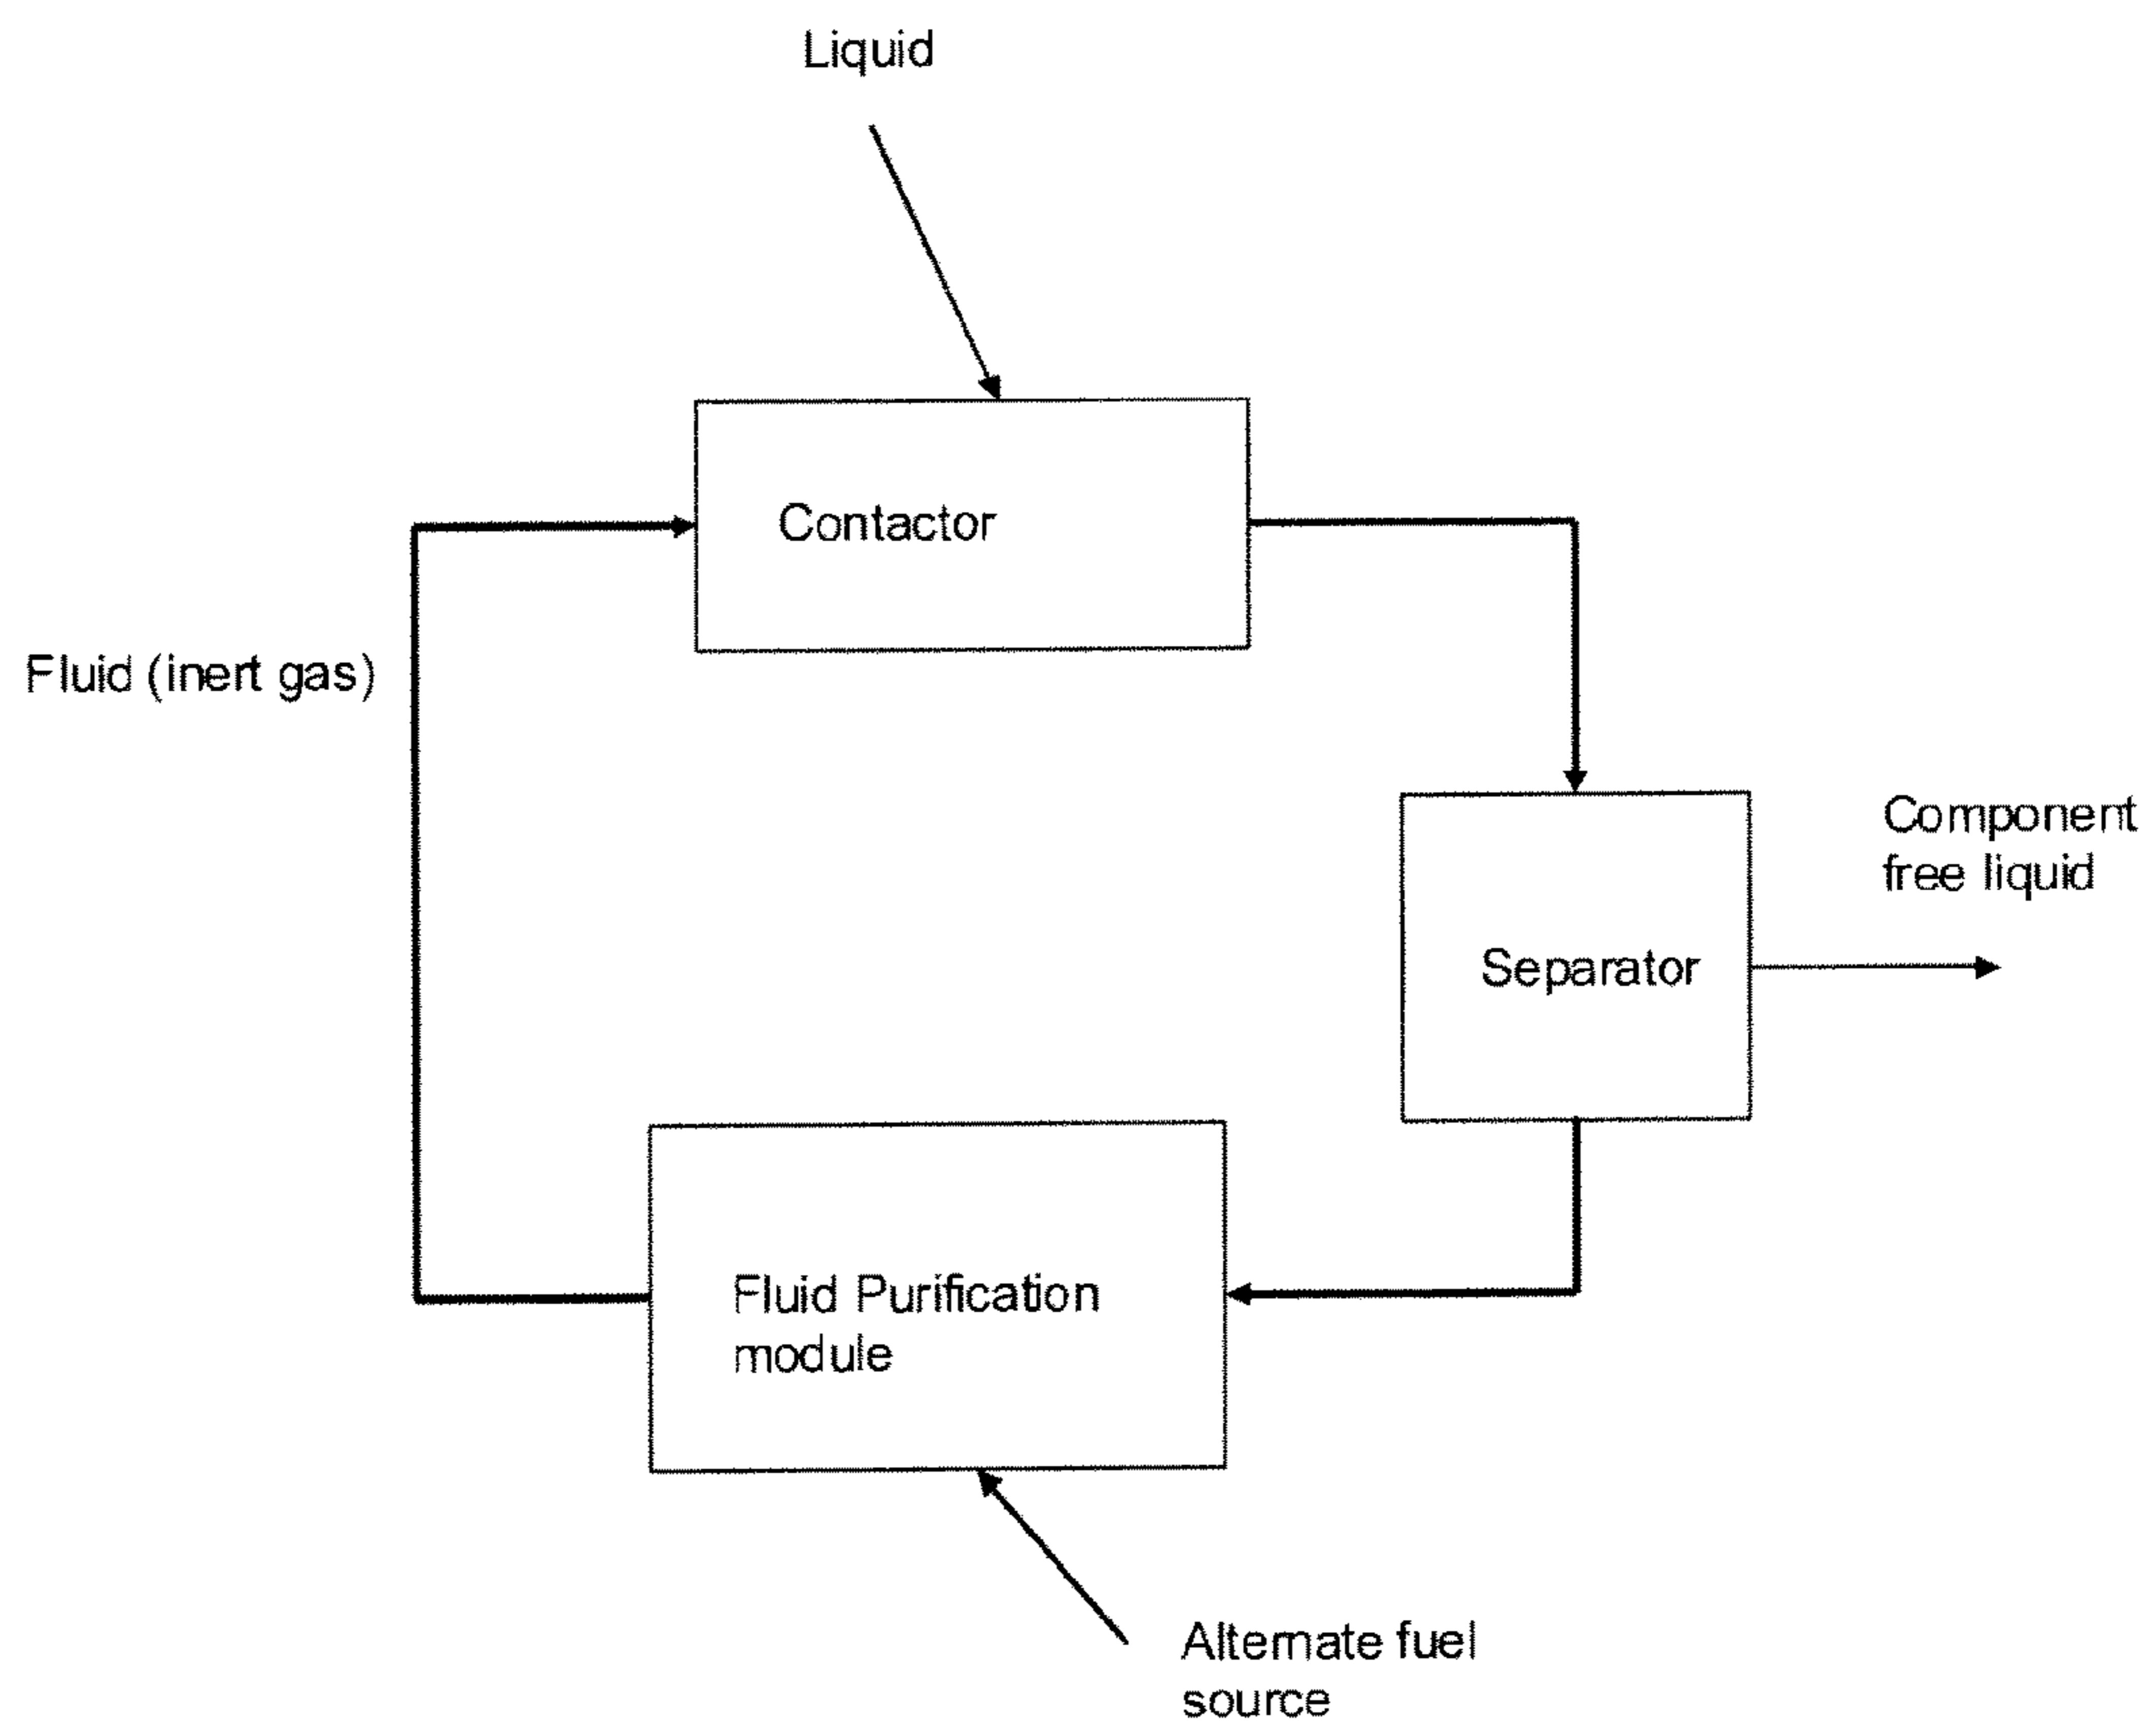 Liquid
Contactor
Fluid (inert gas)
Component
free liquid
Separator
Fluid Purification
module
Alternate fuel
source